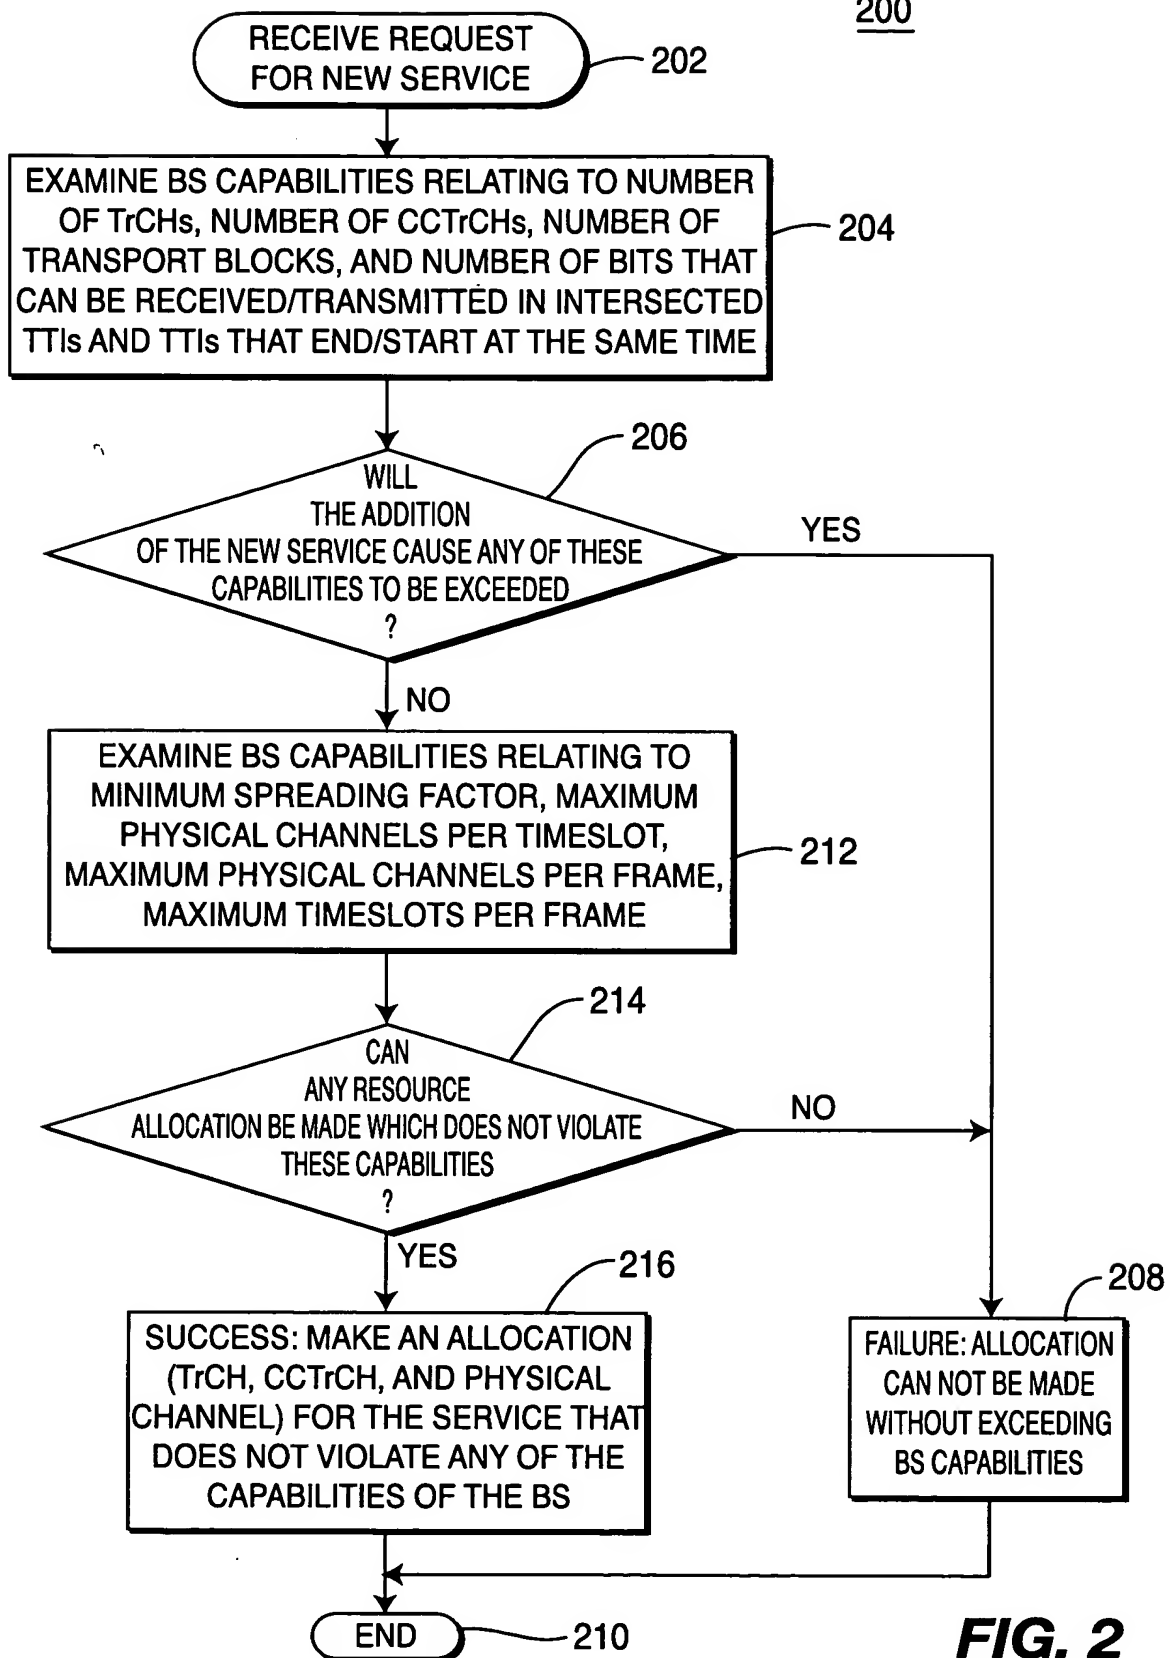 200
RECEIVE REQUEST
FOR NEW SERVICE
202
EXAMINE BS CAPABILITIES RELATING TO NUMBER
OF TrCHs, NUMBER OF CCTrCHs, NUMBER OF
TRANSPORT BLOCKS, AND NUMBER OF BITS THAT
CAN BE RECEIVED/TRANSMITTED IN INTERSECTED
TTIs AND TTIs THAT END/START AT THE SAME TIME
204
206
WILL
THE ADDITION
OF THE NEW SERVICE CAUSE ANY OF THESE
CAPABILITIES TO BE EXCEEDED
?
YES
NO
EXAMINE BS CAPABILITIES RELATING TO
MINIMUM SPREADING FACTOR, MAXIMUM
PHYSICAL CHANNELS PER TIMESLOT,
MAXIMUM PHYSICAL CHANNELS PER FRAME,
MAXIMUM TIMESLOTS PER FRAME
212
214
CAN
ANY RESOURCE
ALLOCATION BE MADE WHICH DOES NOT VIOLATE
THESE CAPABILITIES
?
NO
YES
216
SUCCESS: MAKE AN ALLOCATION
(TrCH, CCTrCH, AND PHYSICAL
CHANNEL) FOR THE SERVICE THAT
DOES NOT VIOLATE ANY OF THE
CAPABILITIES OF THE BS
208
FAILURE: ALLOCATION
CAN NOT BE MADE
WITHOUT EXCEEDING
BS CAPABILITIES
END
210
FIG. 2